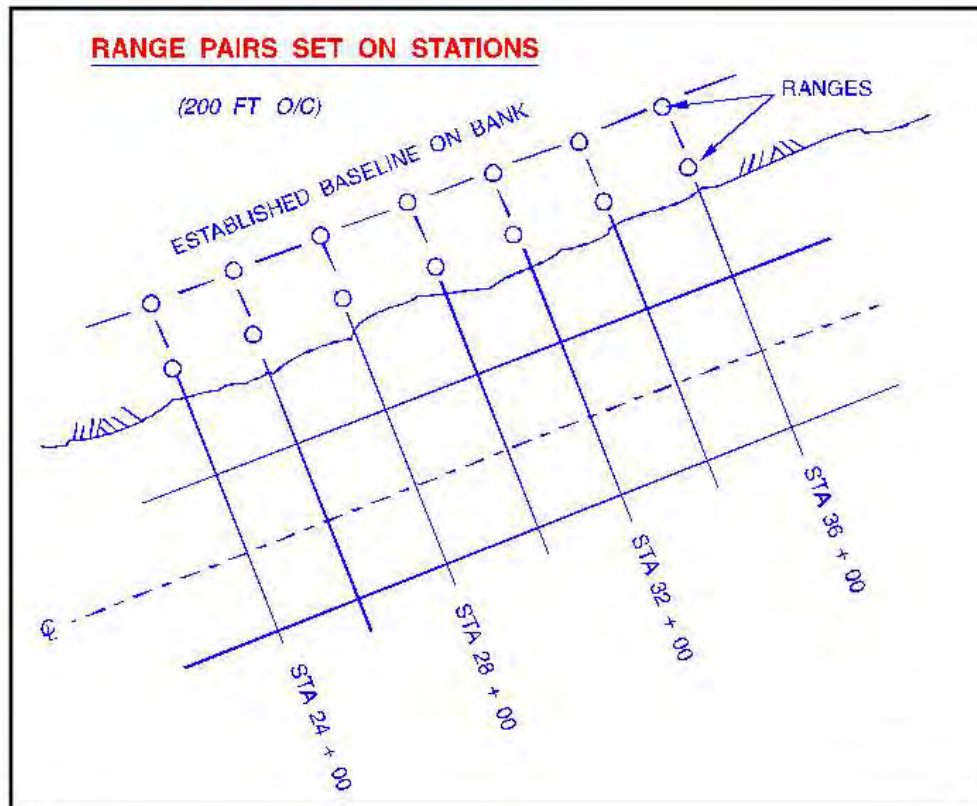 RANGE PAIRS SET ON STATIONS
(200 FT O/C)
RANGES
ESTABLISHED BASELINE ON BANK
℄
STA 24 + 00
STA 28 + 00
STA 32 + 00
STA 36 + 00